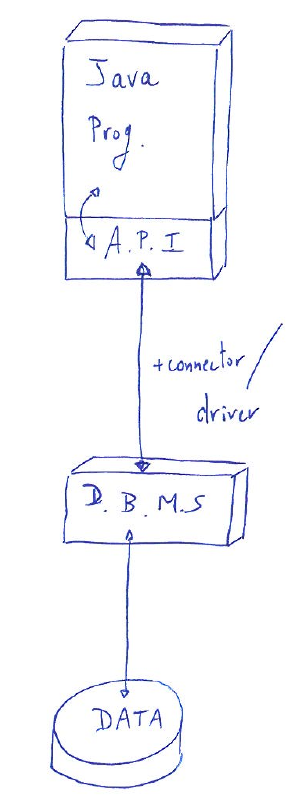 Java
Prog.
A.P.I
+connector/
driver
D.B.M.S
DATA